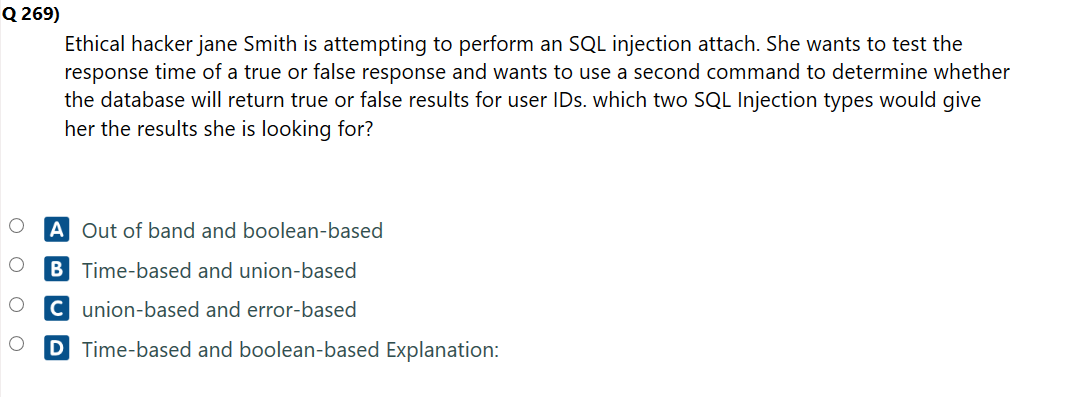 Q 269)
Ethical hacker jane Smith is attempting to perform an SQL injection attach. She wants to test the
response time of a true or false response and wants to use a second command to determine whether
the database will return true or false results for user IDs. which two SQL Injection types would give
her the results she is looking for?
A Out of band and boolean-based
B Time-based and union-based
C union-based and error-based
D Time-based and boolean-based Explanation: